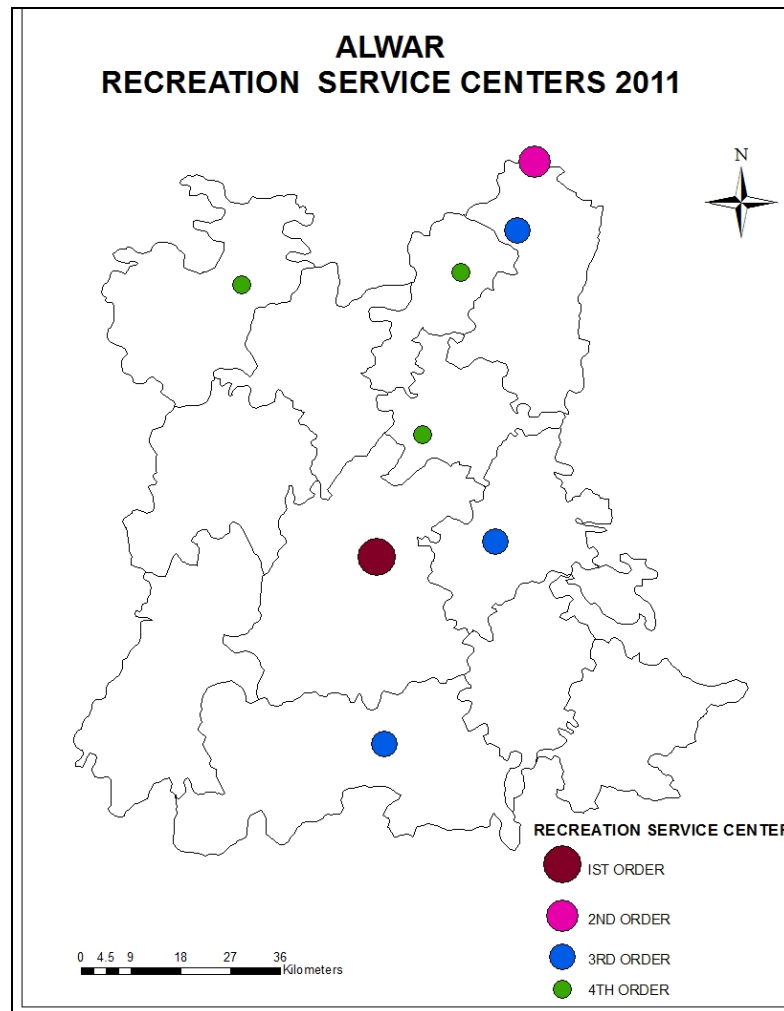 ALWAR
RECREATION SERVICE CENTERS 2011
N
RECREATION SERVICE CENTER
IST ORDER
2ND ORDER
3RD ORDER
4TH ORDER
0 4.5 9 18 27 36
Kilometers